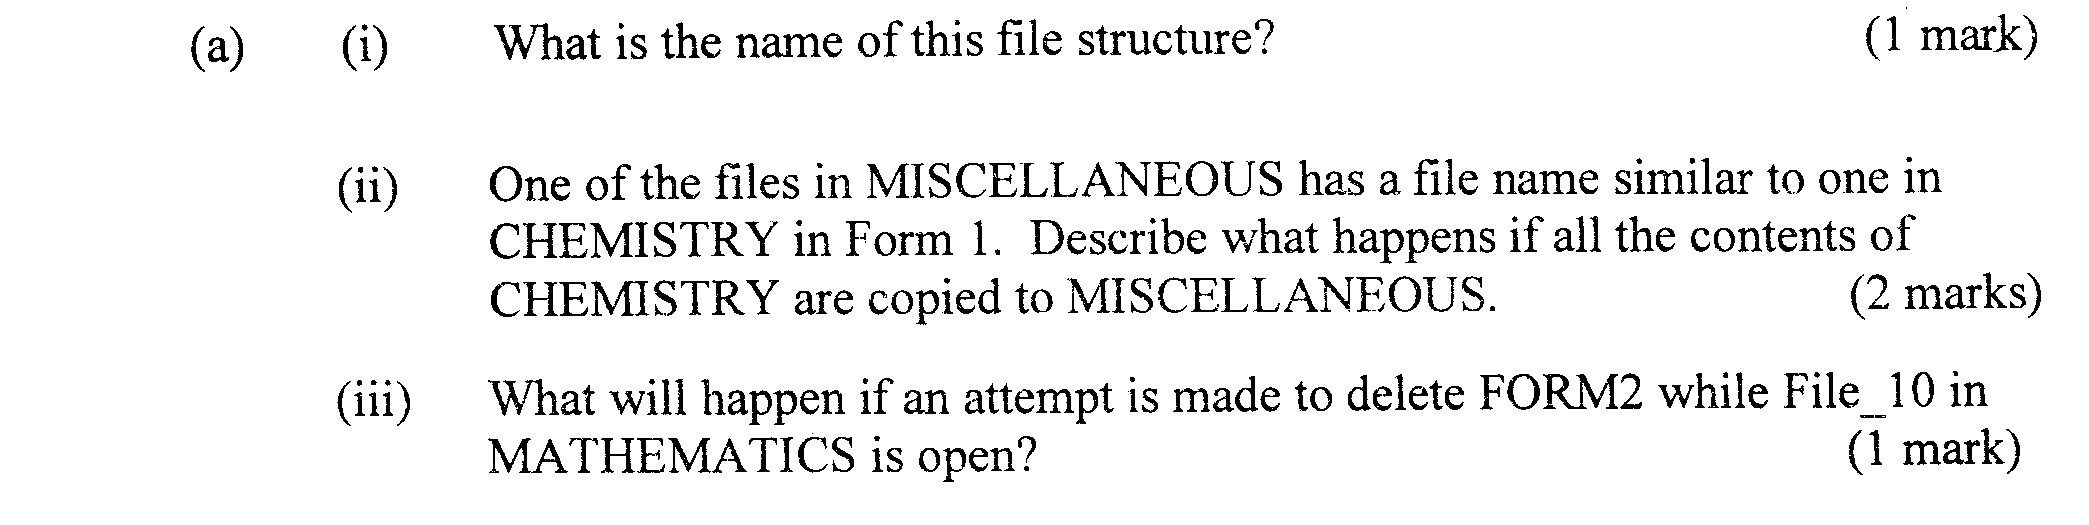 (a) (i) What is the name of this file structure? (1 mark)
(ii) One of the files in MISCELLANEOUS has a file name similar to one in
CHEMISTRY in Form 1. Describe what happens if all the contents of
CHEMISTRY are copied to MISCELLANEOUS. (2 marks)
(iii) What will happen if an attempt is made to delete FORM2 while File_10 in
MATHEMATICS is open? (1 mark)